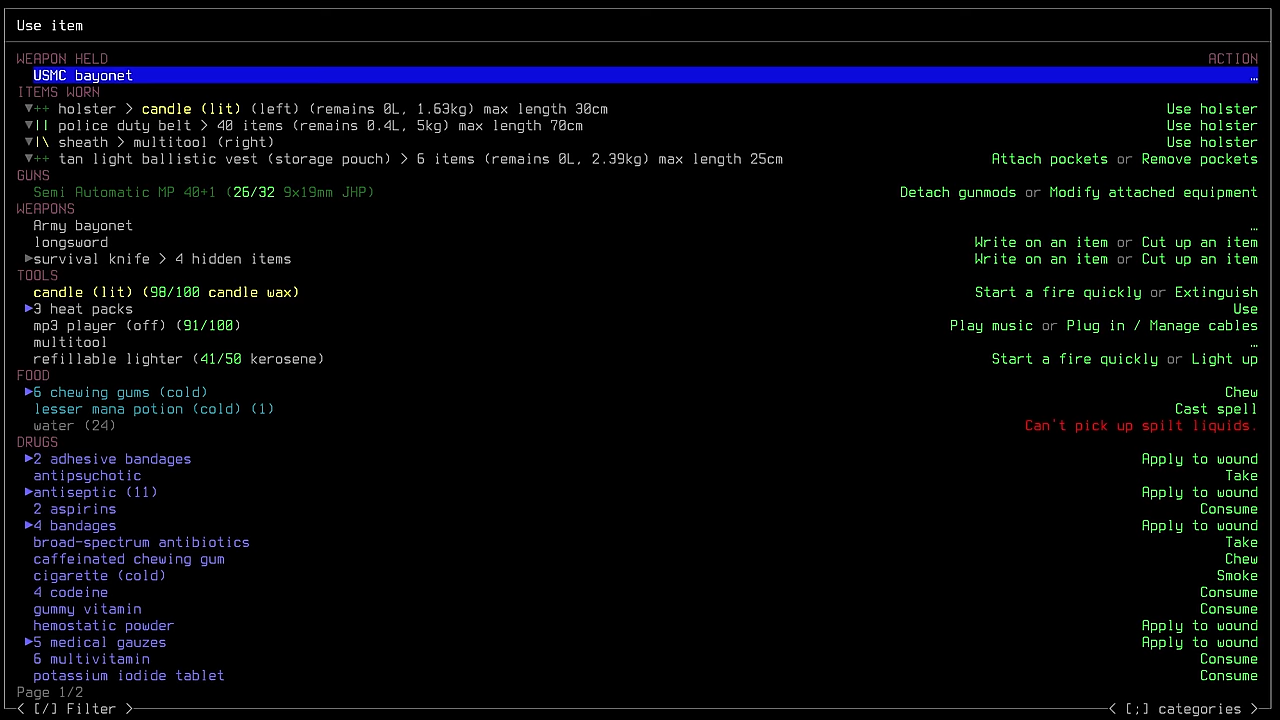 Use item
WEAPON HELD ACTION
USMC bayonet …
ITEMS WORN
▼++ holster > candle (lit) (left) (remains 0L, 1.63kg) max length 30cm Use holster
▼|| police duty belt > 40 items (remains 0.4L, 5kg) max length 70cm Use holster
▼|\ sheath > multitool (right) Use holster
▼++ tan light ballistic vest (storage pouch) > 6 items (remains 0L, 2.39kg) max length 25cm Attach pockets or Remove pockets
GUNS
Semi Automatic MP 40+1 (26/32 9x19mm JHP) Detach gunmods or Modify attached equipment
WEAPONS
Army bayonet …
longsword Write on an item or Cut up an item
▶survival knife > 4 hidden items Write on an item or Cut up an item
TOOLS
candle (lit) (98/100 candle wax) Start a fire quickly or Extinguish
▶3 heat packs Use
mp3 player (off) (91/100) Play music or Plug in / Manage cables
multitool …
refillable lighter (41/50 kerosene) Start a fire quickly or Light up
FOOD
▶6 chewing gums (cold) Chew
lesser mana potion (cold) (1) Cast spell
water (24) Can't pick up spilt liquids.
DRUGS
▶2 adhesive bandages Apply to wound
antipsychotic Take
▶antiseptic (11) Apply to wound
2 aspirins Consume
▶4 bandages Apply to wound
broad-spectrum antibiotics Take
caffeinated chewing gum Chew
cigarette (cold) Smoke
4 codeine Consume
gummy vitamin Consume
hemostatic powder Apply to wound
▶5 medical gauzes Apply to wound
6 multivitamin Consume
potassium iodide tablet Consume
Page 1/2
< [/] Filter > < [;] categories >